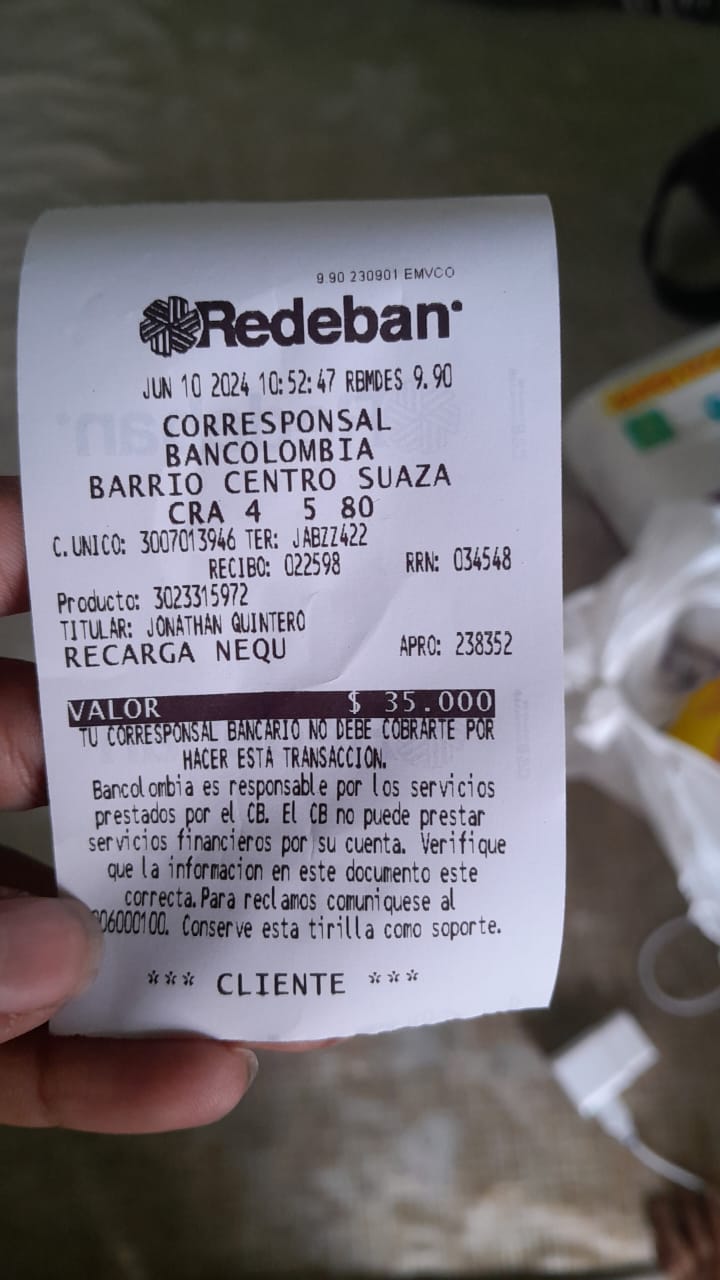 9.90 230901 EMVCO
Redeban
JUN 10 2024 10:52:47 RBMDES 9.90
CORRESPONSAL
BANCOLOMBIA
BARRIO CENTRO SUAZA
CRA 4 5 80
C.UNICO: 3007013946 TER: JABZZ422
RECIBO: 022598 RRN: 034548
Producto: 3023315972
TITULAR: JONATHAN QUINTERO
RECARGA NEQU APRO: 238352
VALOR $ 35.000
TU CORRESPONSAL BANCARIO NO DEBE COBRARTE POR
HACER ESTA TRANSACCION.
Bancolombia es responsable por los servicios
prestados por el CB. El CB no puede prestar
servicios financieros por su cuenta. Verifique
que la informacion en este documento este
correcta.Para reclamos comuniquese al
06000100. Conserve esta tirilla como soporte.
*** CLIENTE ***